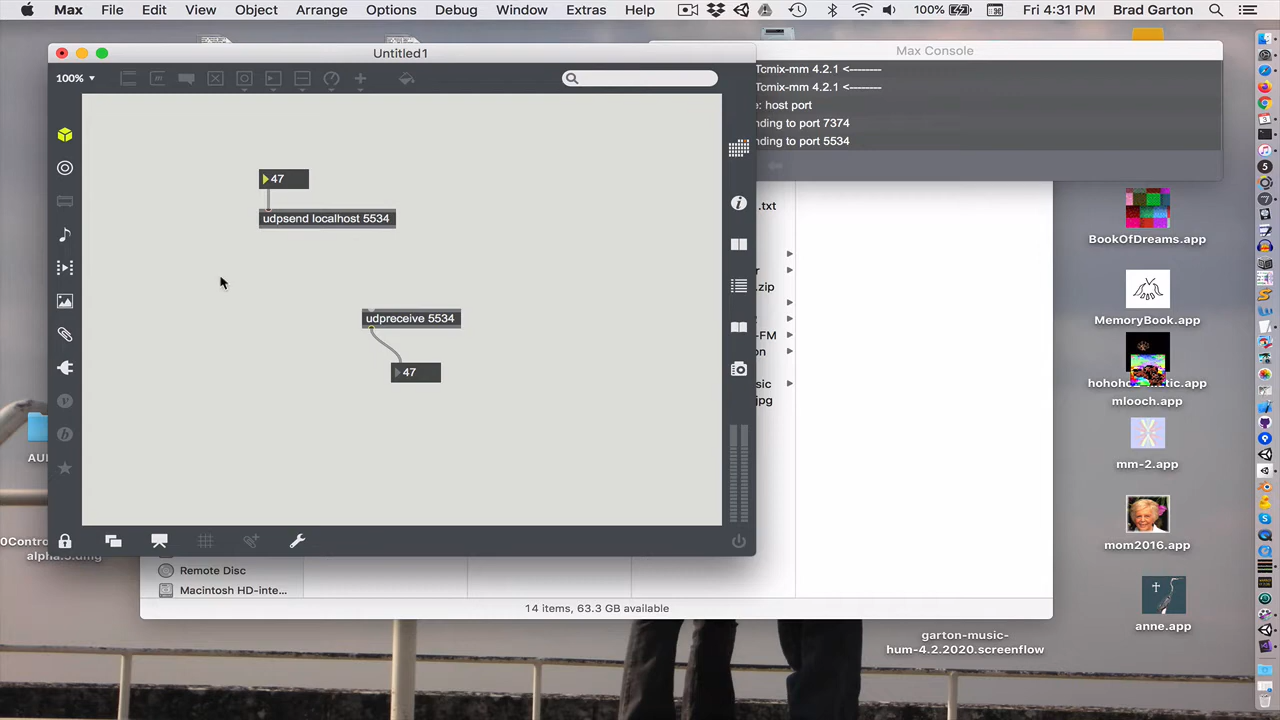 Max File Edit View Object Arrange Options Debug Window Extras Help 100% Fri 4:31 PM Brad Garton
Untitled1
100%
47
udpsend localhost 5534
udpreceive 5534
47
Max Console
Tcmix-mm 4.2.1 <--------
Tcmix-mm 4.2.1 <--------
e: host port
nding to port 7374
nding to port 5534
.txt
.zip
-FM
.jpg
Remote Disc
Macintosh HD-inte...
14 items, 63.3 GB available
AU
0Contro
alpha.5.dmg
BookOfDreams.app
MemoryBook.app
mlooch.app
mm-2.app
mom2016.app
anne.app
garton-music-
hum-4.2.2020.screenflow